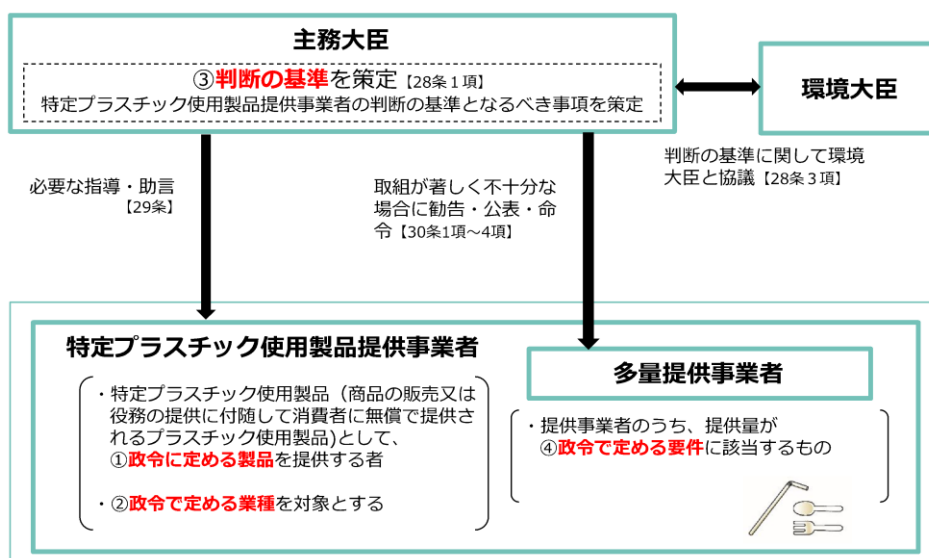 主務大臣
③判断の基準を策定【28条１項】
特定プラスチック使用製品提供事業者の判断の基準となるべき事項を策定
環境大臣
判断の基準に関して環境
大臣と協議【28条３項】
必要な指導・助言
【29条】
取組が著しく不十分な
場合に勧告・公表・命
令【30条1項～4項】
特定プラスチック使用製品提供事業者
・特定プラスチック使用製品（商品の販売又は
役務の提供に付随して消費者に無償で提供さ
れるプラスチック使用製品)として、
①政令に定める製品を提供する者
・②政令で定める業種を対象とする
多量提供事業者
・提供事業者のうち、提供量が
④政令で定める要件に該当するもの